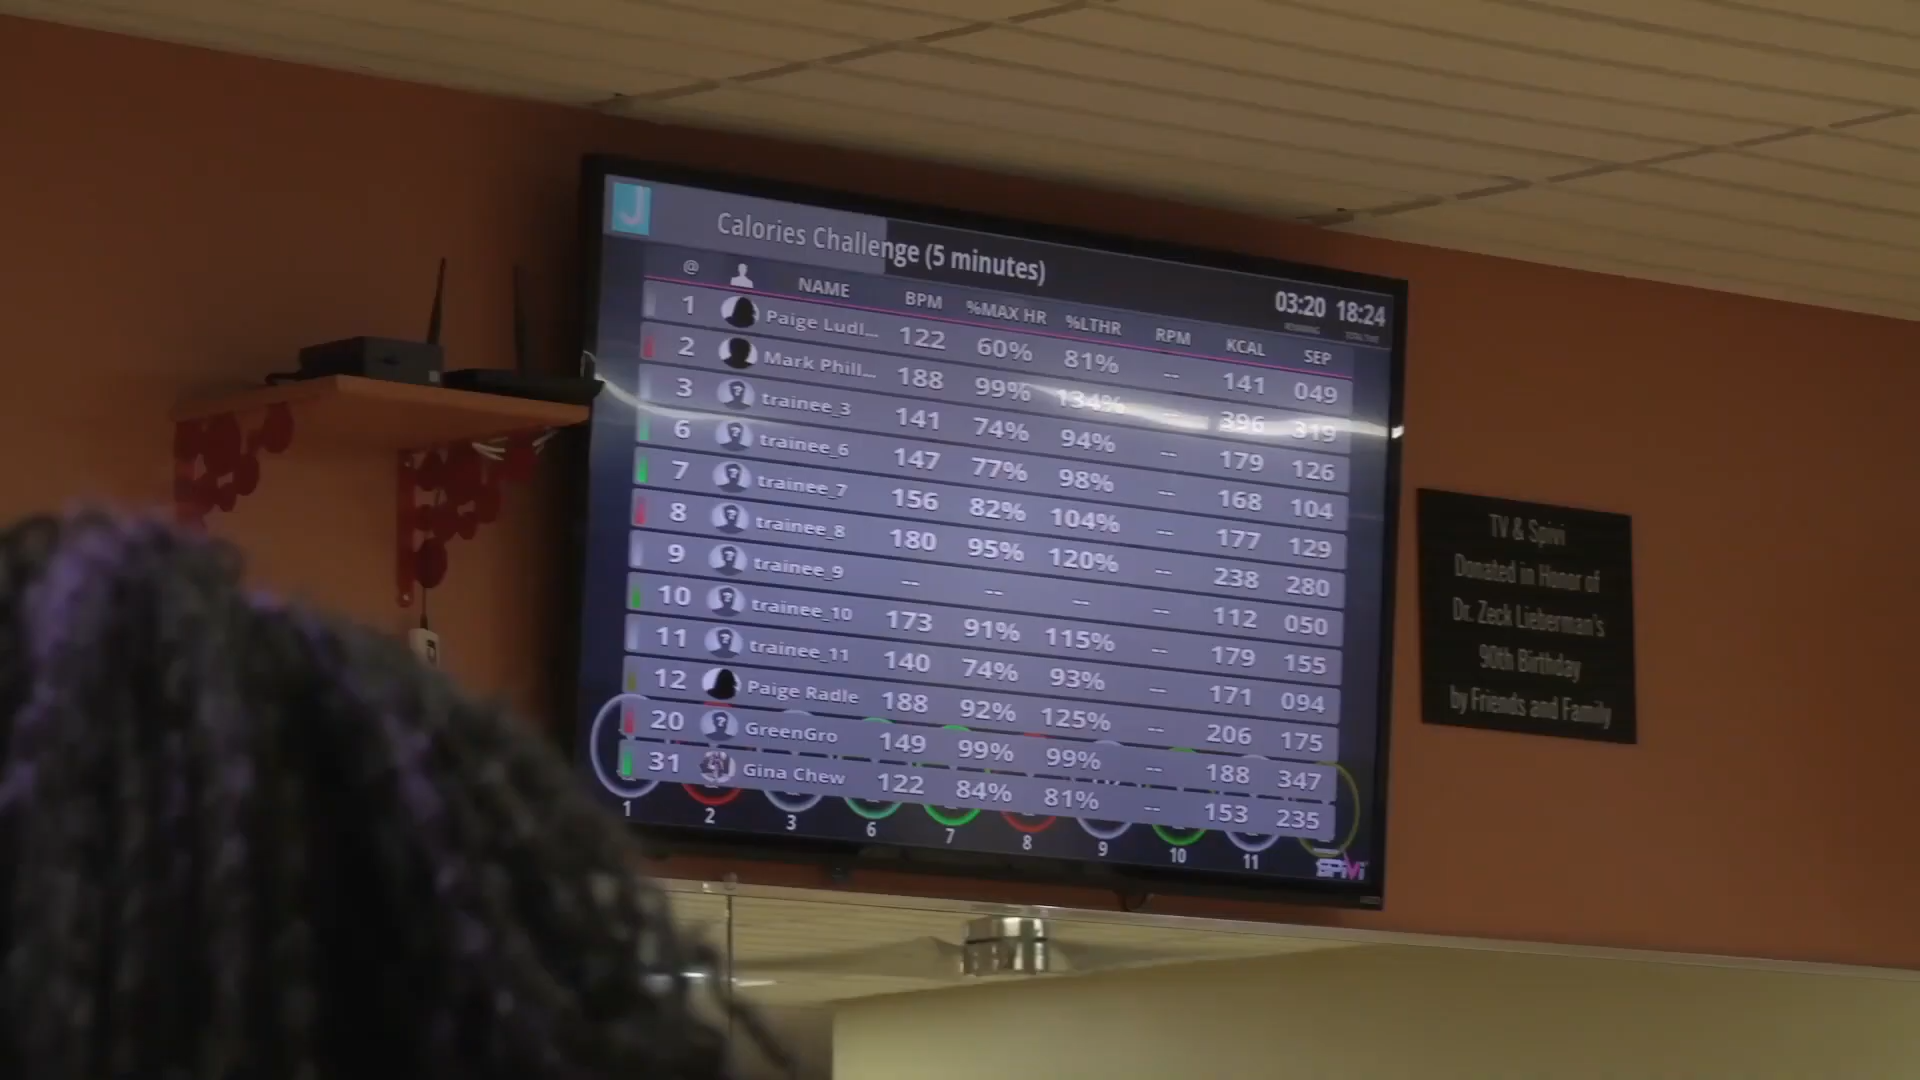 J
Calories Challenge (5 minutes)
03:20 18:24
@ NAME BPM %MAX HR %LTHR RPM KCAL SEP
1 Paige Ludl... 122 60% 81% -- 141 049
2 Mark Phill... 188 99% 134% -- 396 319
3 trainee_3 141 74% 94% -- 179 126
6 trainee_6 147 77% 98% -- 168 104
7 trainee_7 156 82% 104% -- 177 129
8 trainee_8 180 95% 120% -- 238 280
9 trainee_9 -- -- -- -- 112 050
10 trainee_10 173 91% 115% -- 179 155
11 trainee_11 140 74% 93% -- 171 094
12 Paige Radle 188 92% 125% -- 206 175
20 GreenGro 149 99% 99% -- 188 347
31 Gina Chew 122 84% 81% -- 153 235
1 2 3 6 7 8 9 10 11
SPiVi
TV & Spivi
Donated in Honor of
Dr. Zeck Lieberman's
90th Birthday
by Friends and Family